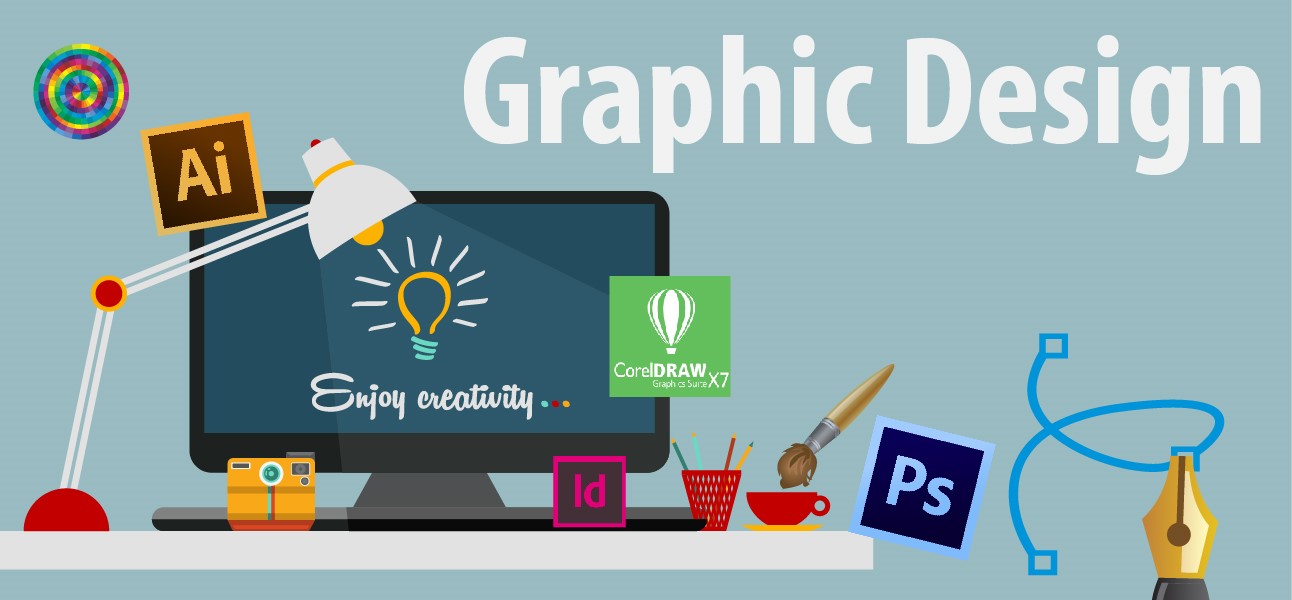 Graphic Design
Ai
Enjoy creativity...
CorelDRAW
Graphics Suite X7
Id
Ps